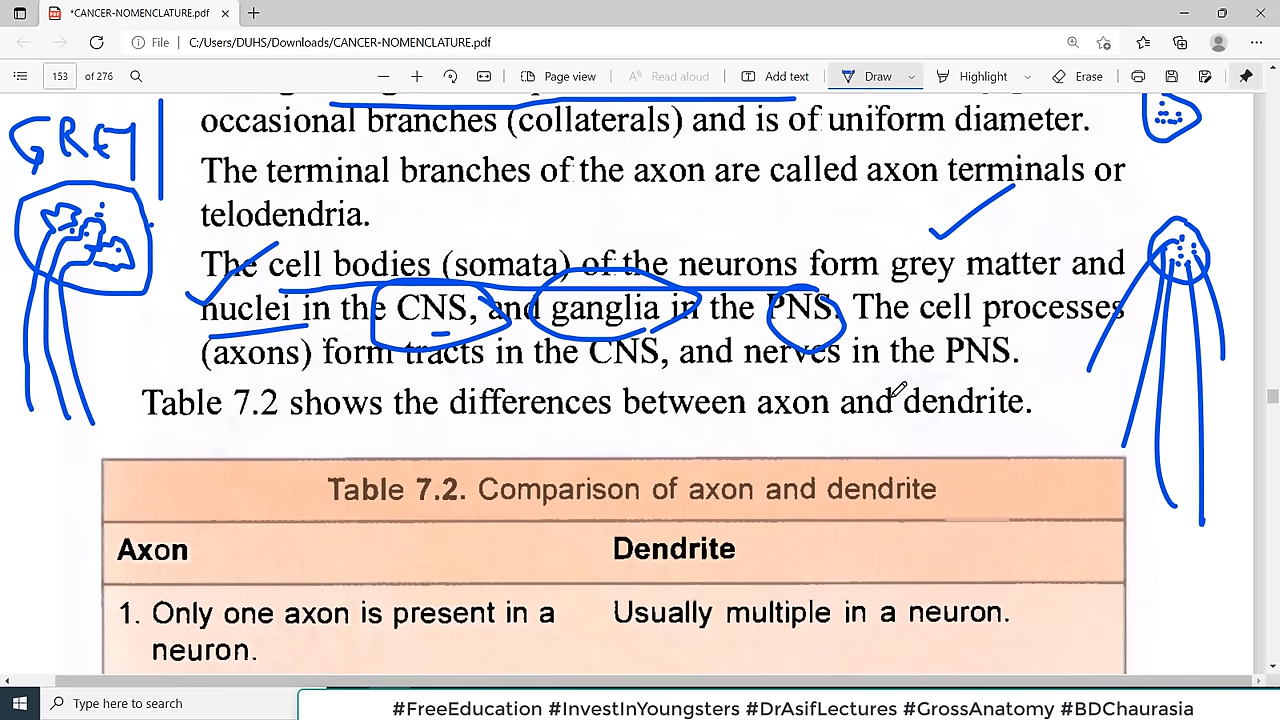 *CANCER-NOMENCLATURE.pdf
File C:/Users/DUHS/Downloads/CANCER-NOMENCLATURE.pdf
153 of 276 Page view Read aloud Add text Draw Highlight Erase
GREY
occasional branches (collaterals) and is of uniform diameter.
The terminal branches of the axon are called axon terminals or
telodendria.
The cell bodies (somata) of the neurons form grey matter and
nuclei in the CNS, and ganglia in the PNS. The cell processes
(axons) form tracts in the CNS, and nerves in the PNS.
Table 7.2 shows the differences between axon and dendrite.
Table 7.2. Comparison of axon and dendrite
Axon Dendrite
1. Only one axon is present in a Usually multiple in a neuron.
neuron.
Type here to search
#FreeEducation #InvestInYoungsters #DrAsifLectures #GrossAnatomy #BDChaurasia